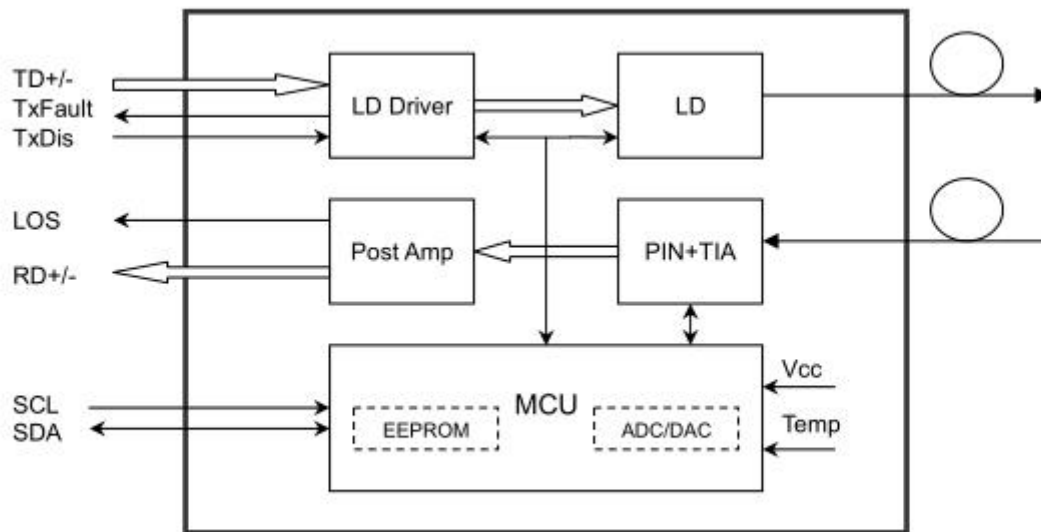 TD+/-
TxFault
TxDis
LD Driver
LD
LOS
RD+/-
Post Amp
PIN+TIA
SCL
SDA
MCU
EEPROM
ADC/DAC
Vcc
Temp